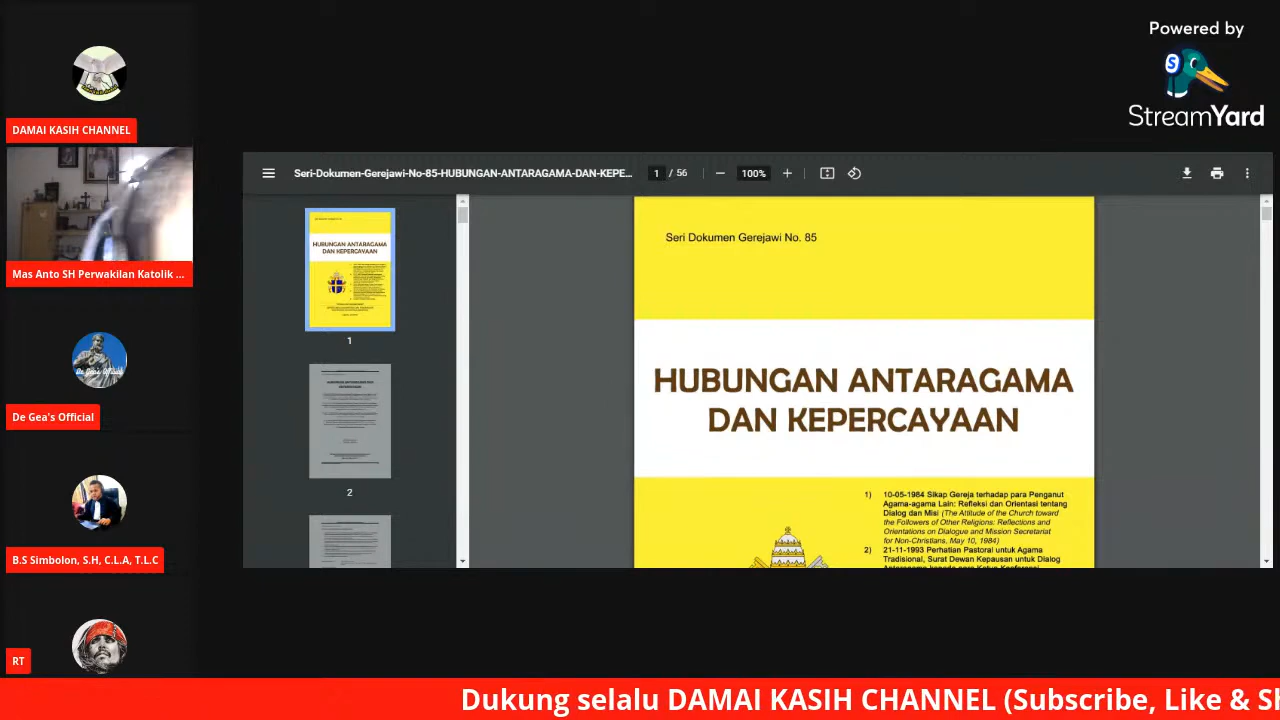 Powered by
StreamYard
DAMAI KASIH CHANNEL
Mas Anto SH Perwakilan Katolik ...
De Gea's Official
B.S Simbolon, S.H, C.L.A, T.L.C
RT
Seri-Dokumen-Gerejawi-No-85-HUBUNGAN-ANTARAGAMA-DAN-KEPE...
1 / 56
100%
HUBUNGAN ANTARAGAMA
DAN KEPERCAYAAN
1
2
Seri Dokumen Gerejawi No. 85
HUBUNGAN ANTARAGAMA
DAN KEPERCAYAAN
1) 10-05-1984 Sikap Gereja terhadap para Penganut
Agama-agama Lain: Refleksi dan Orientasi tentang
Dialog dan Misi (The Attitude of the Church toward
the Followers of Other Religions: Reflections and
Orientations on Dialogue and Mission Secretariat
for Non-Christians, May 10, 1984)
2) 21-11-1993 Perhatian Pastoral untuk Agama
Tradisional, Surat Dewan Kepausan untuk Dialog
Dukung selalu DAMAI KASIH CHANNEL (Subscribe, Like & Sh